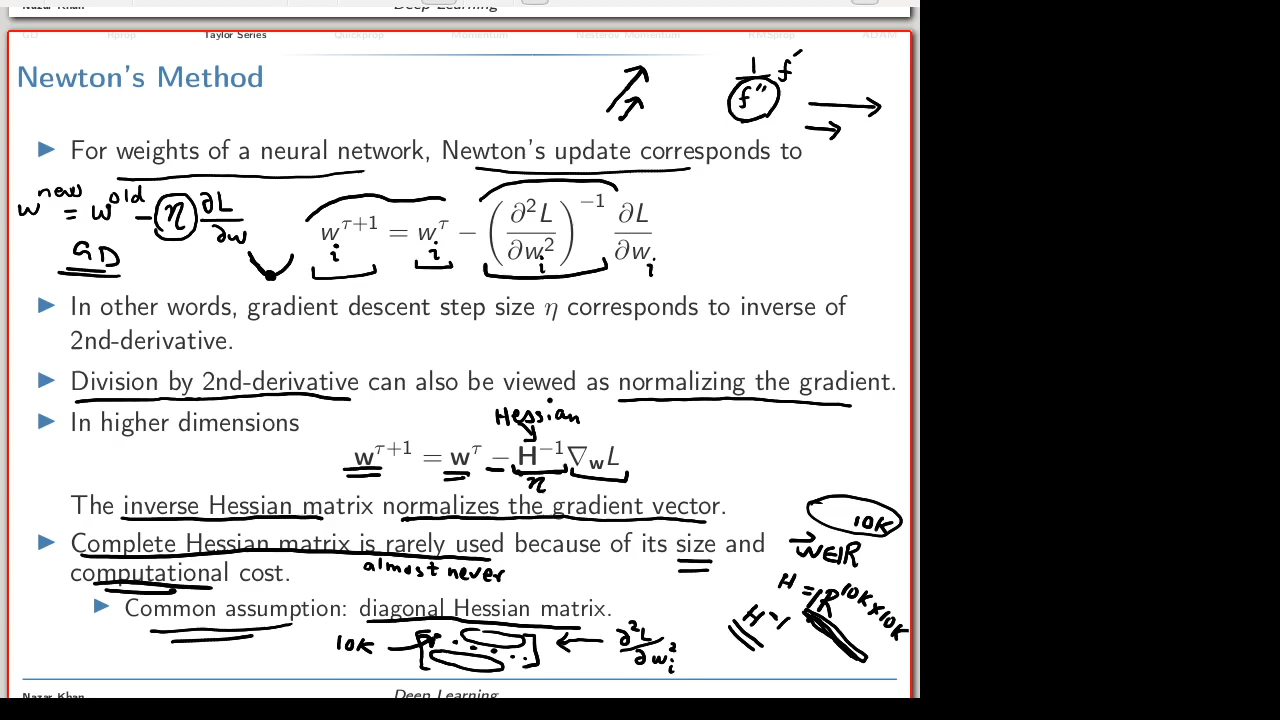 Nazar Khan Deep Learning
GD Rprop Taylor Series Quickprop Momentum Nesterov Momentum RMSprop ADAM
Newton's Method
1/f'' f'
For weights of a neural network, Newton's update corresponds to
w^new = w^old - η ∂L/∂w
GD
w_i^{τ+1} = w_i^τ − (∂²L/∂w_i²)^{−1} ∂L/∂w_i
In other words, gradient descent step size η corresponds to inverse of
2nd-derivative.
Division by 2nd-derivative can also be viewed as normalizing the gradient.
In higher dimensions
Hessian
w^{τ+1} = w^τ − H^{−1}∇_w L
η
The inverse Hessian matrix normalizes the gradient vector.
10K
Complete Hessian matrix is rarely used because of its size and
w∈R
computational cost.
almost never
H = R^{10K×10K}
Common assumption: diagonal Hessian matrix.
H^{-1}
10K
∂²L/∂w_i²
Nazar Khan Deep Learning